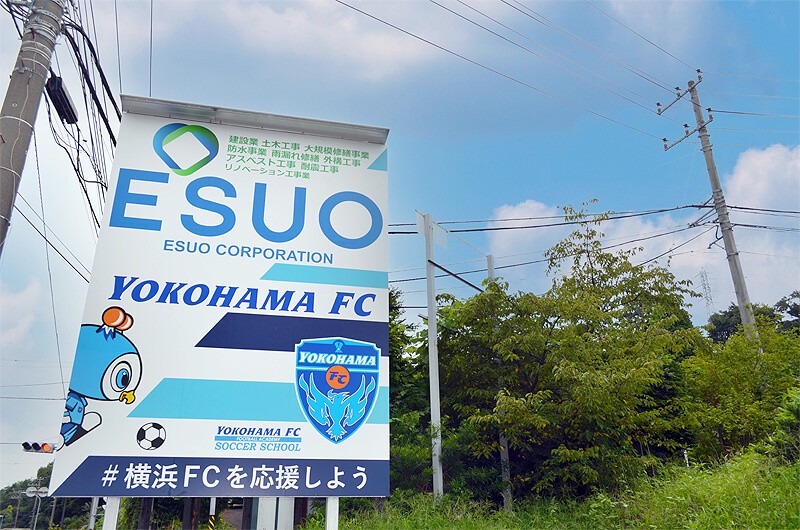 建設業 土木工事 大規模修繕事業
防水事業 雨漏れ修繕 外構工事
アスベスト工事 耐震工事
リノベーション工事業
ESUO
ESUO CORPORATION
YOKOHAMA FC
YOKOHAMA
FC
YOKOHAMA FC
FOOTBALL ACADEMY
SOCCER SCHOOL
#横浜FCを応援しよう